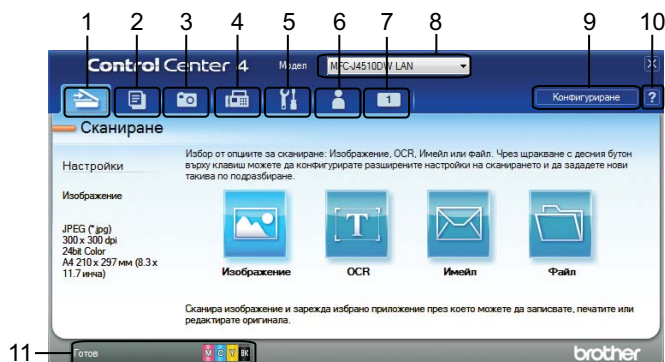 1 2 3 4 5 6 7 8 9 10
Control Center 4 Модел MFC-J4510DW LAN
1 Конфигуриране ?
Сканиране
Настройки
Изображение
JPEG (*.jpg)
300 x 300 dpi
24bit Color
A4 210 x 297 мм (8.3 x
11.7 инча)
Избор от опциите за сканиране: Изображение, OCR, Имейл или файл. Чрез щракване с десния бутон
върху клавиш можете да конфигурирате разширените настройки на сканирането и да зададете нови
такива по подразбиране.
T
Изображение OCR Имейл Файл
Сканира изображение и зарежда избрано приложение през което можете да записвате, печатите или
редактирате оригинала.
11 Готов M C Y BK brother